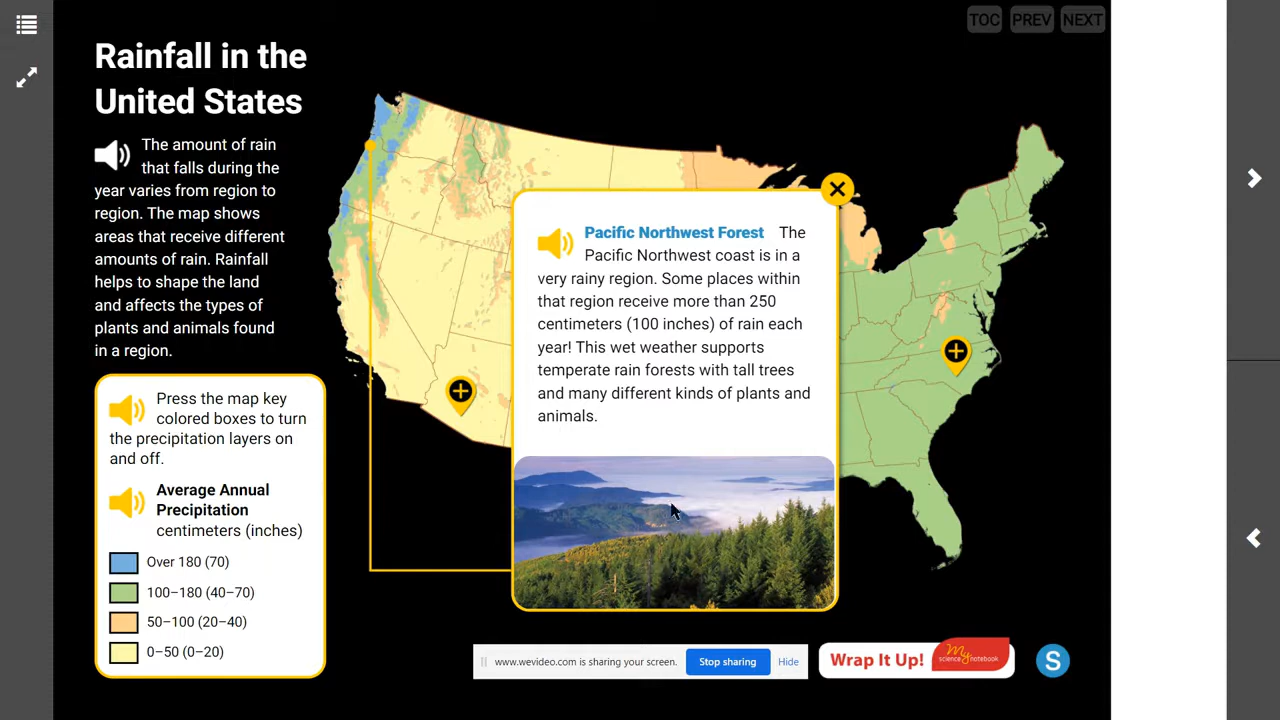 TOC PREV NEXT
Rainfall in the
United States
The amount of rain
that falls during the
year varies from region to
region. The map shows
areas that receive different
amounts of rain. Rainfall
helps to shape the land
and affects the types of
plants and animals found
in a region.
Press the map key
colored boxes to turn
the precipitation layers on
and off.
Average Annual
Precipitation
centimeters (inches)
Over 180 (70)
100–180 (40–70)
50–100 (20–40)
0–50 (0–20)
Pacific Northwest Forest The
Pacific Northwest coast is in a
very rainy region. Some places within
that region receive more than 250
centimeters (100 inches) of rain each
year! This wet weather supports
temperate rain forests with tall trees
and many different kinds of plants and
animals.
www.wevideo.com is sharing your screen. Stop sharing Hide
Wrap It Up! My
science notebook
S